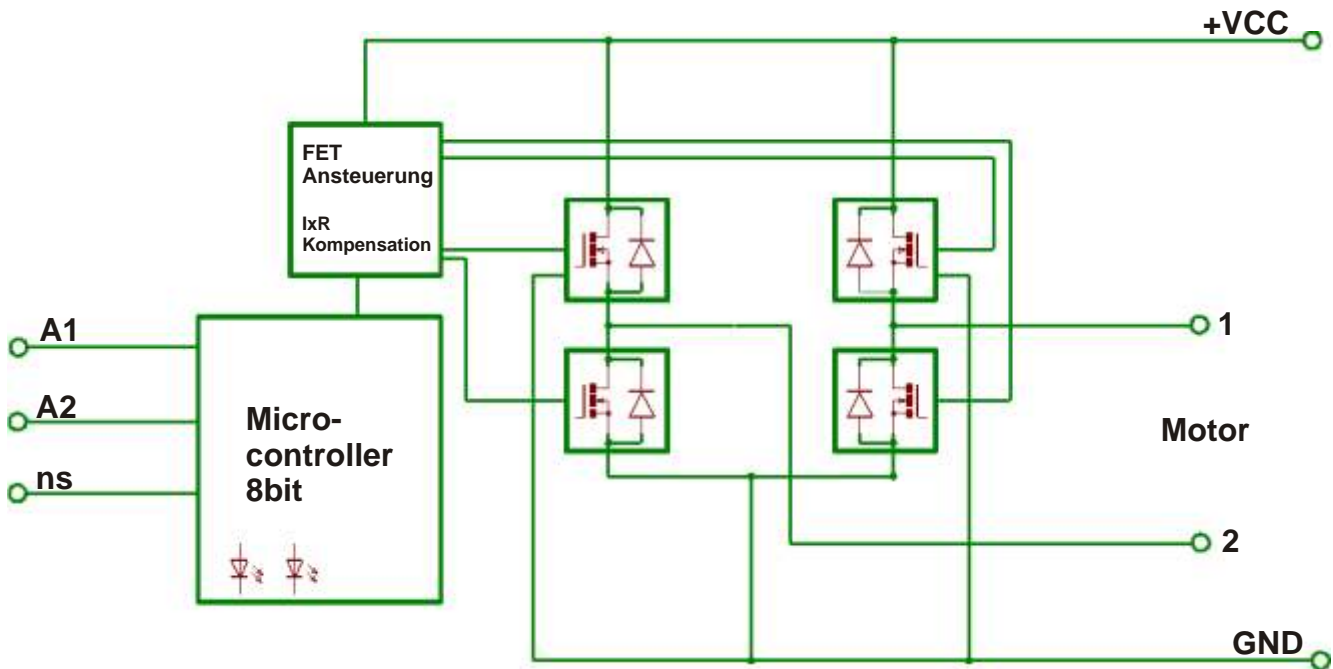 +VCC
FET
Ansteuerung
IxR
Kompensation
A1
1
A2
Micro-
controller
8bit
Motor
ns
2
GND